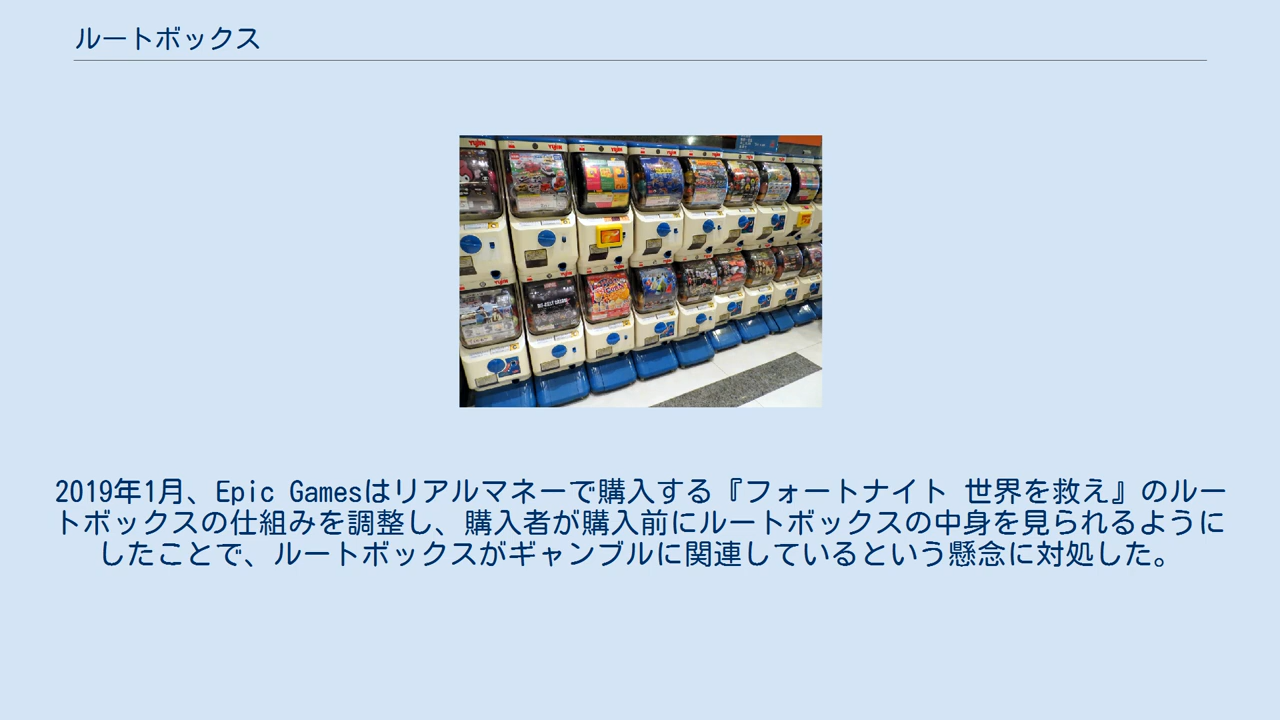 ルートボックス
2019年1月、Epic Gamesはリアルマネーで購入する『フォートナイト 世界を救え』のルー
トボックスの仕組みを調整し、購入者が購入前にルートボックスの中身を見られるように
したことで、ルートボックスがギャンブルに関連しているという懸念に対処した。